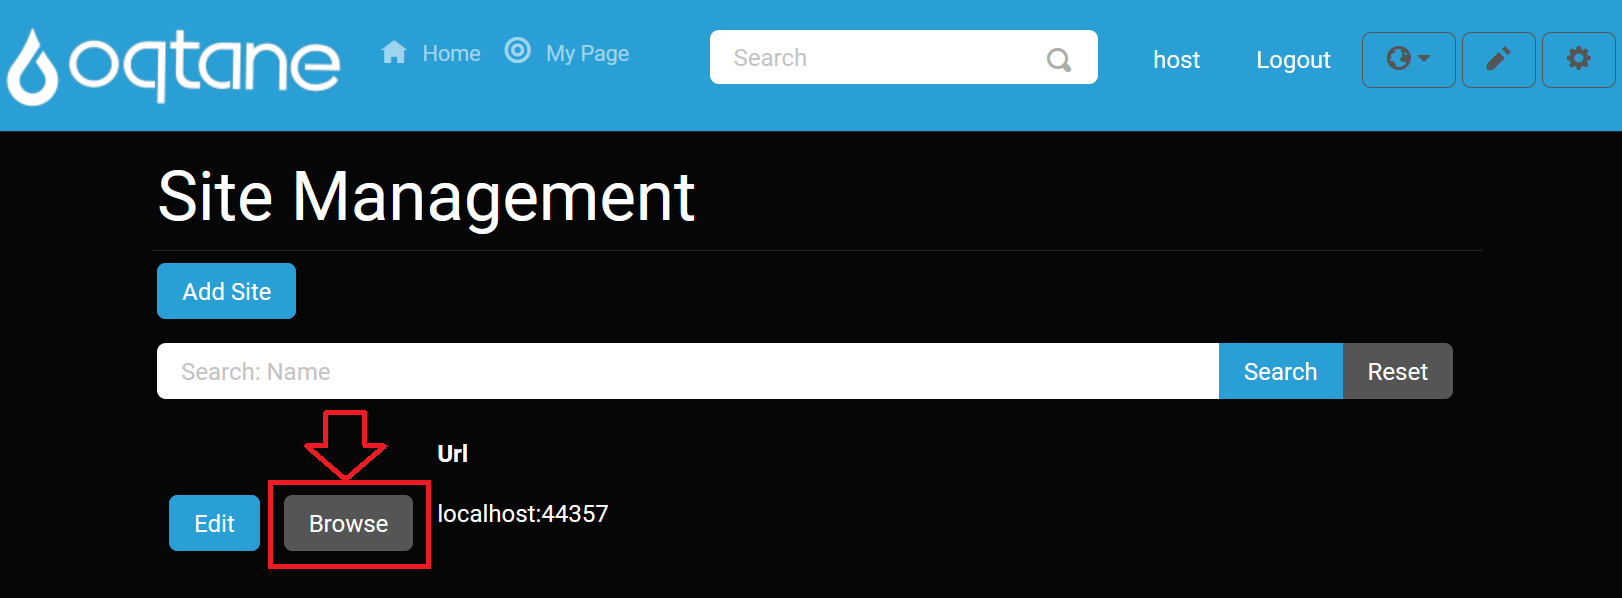 oqtane Home My Page Search host Logout
Site Management
Add Site
Search: Name Search Reset
Url
Edit Browse localhost:44357